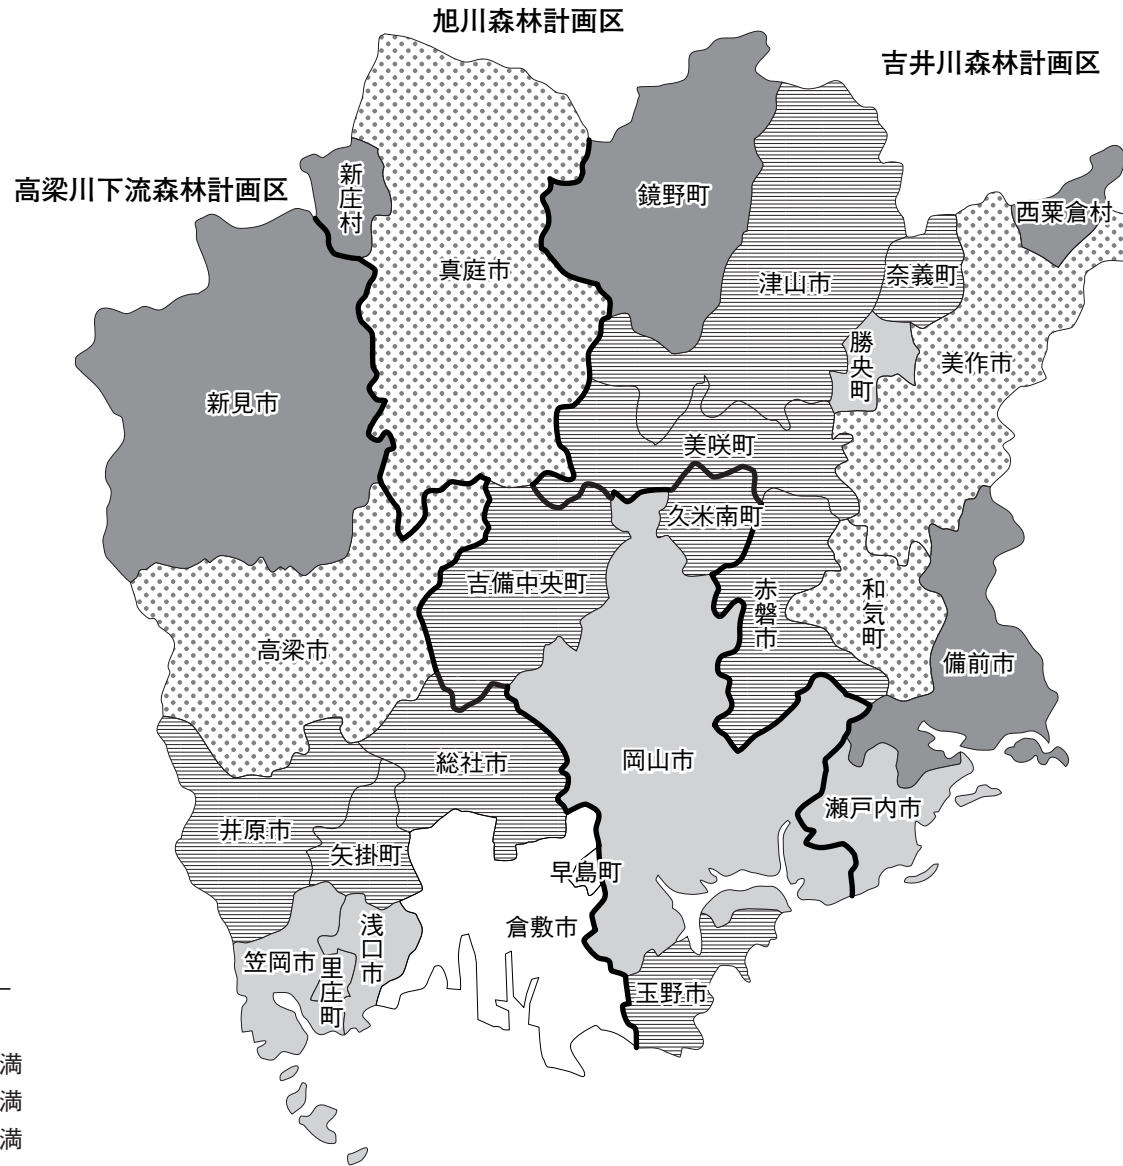 旭川森林計画区
吉井川森林計画区
高梁川下流森林計画区
新庄村
鏡野町
西粟倉村
真庭市
津山市
奈義町
勝央町
美作市
新見市
美咲町
久米南町
吉備中央町
赤磐市
和気町
高梁市
備前市
総社市
岡山市
瀬戸内市
井原市
矢掛町
早島町
倉敷市
浅口市
笠岡市
里庄町
玉野市
満
満
満